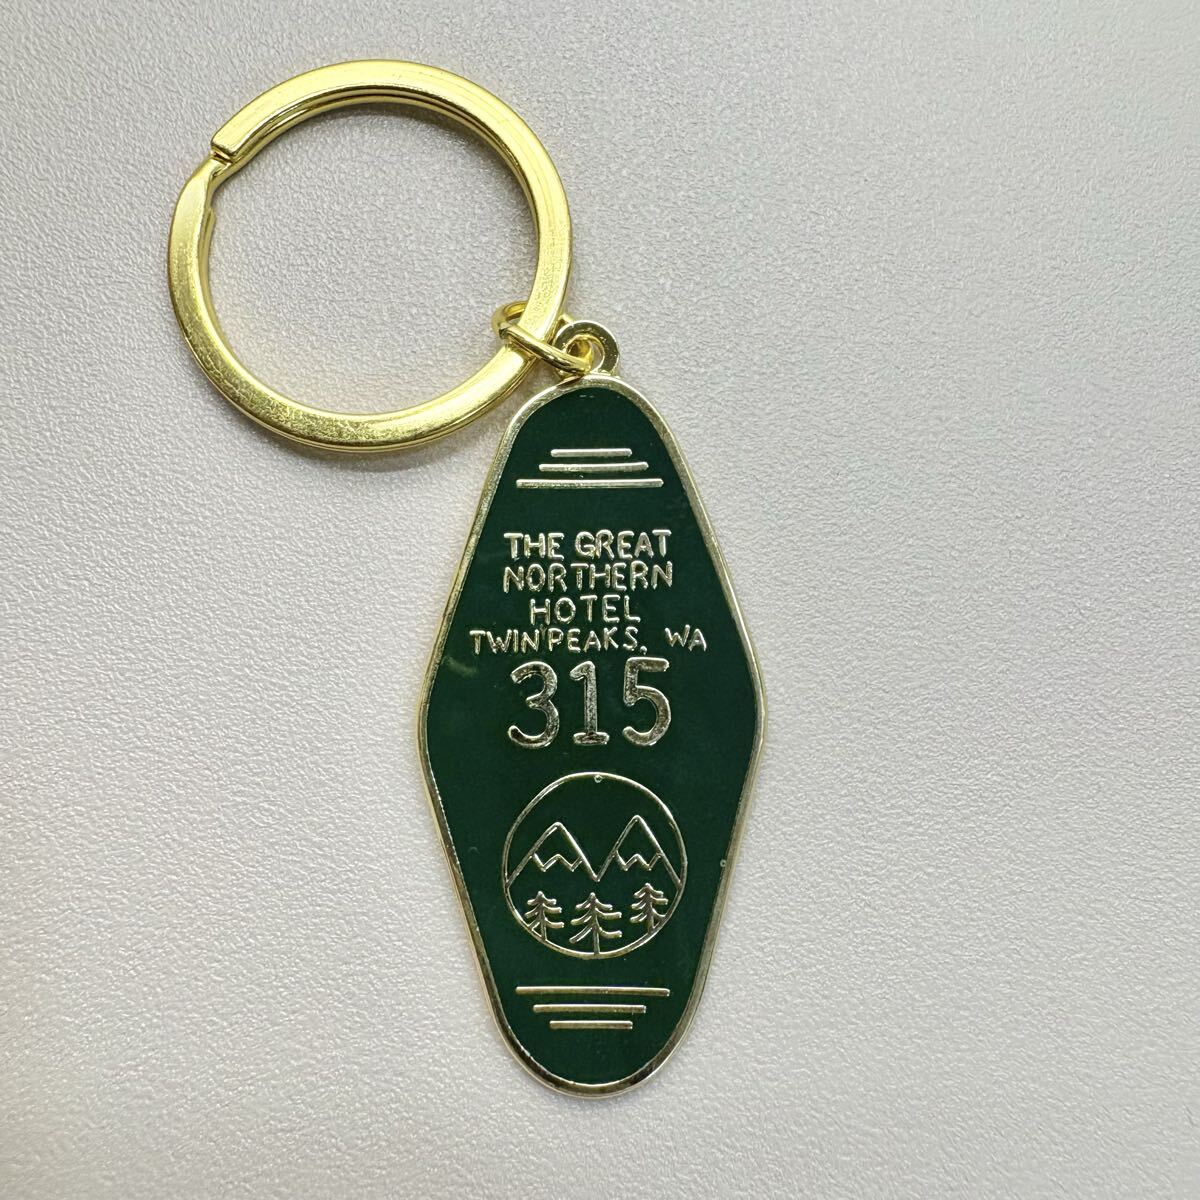 THE GREAT
NORTHERN
HOTEL
TWIN PEAKS, WA
315